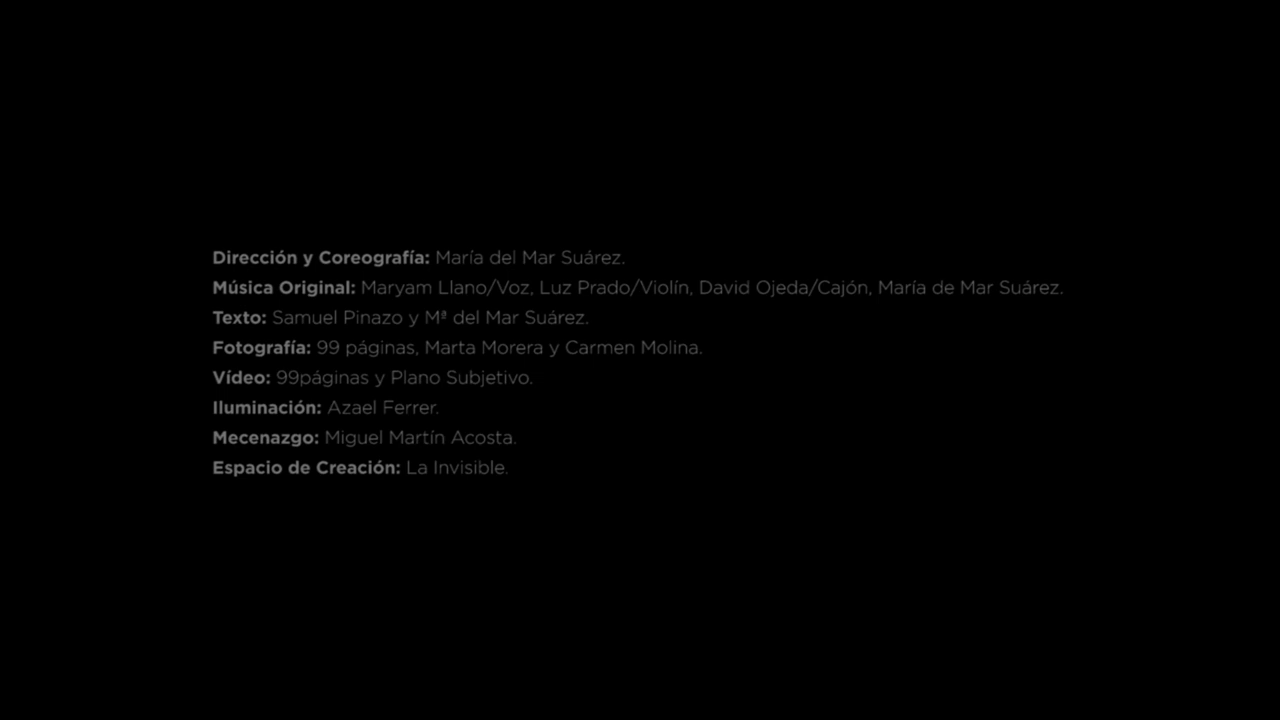 Dirección y Coreografía: María del Mar Suárez.
Música Original: Maryam Llano/Voz, Luz Prado/Violín, David Ojeda/Cajón, María de Mar Suárez.
Texto: Samuel Pinazo y Mª del Mar Suárez.
Fotografía: 99 páginas, Marta Morera y Carmen Molina.
Vídeo: 99páginas y Plano Subjetivo.
Iluminación: Azael Ferrer.
Mecenazgo: Miguel Martín Acosta.
Espacio de Creación: La Invisible.